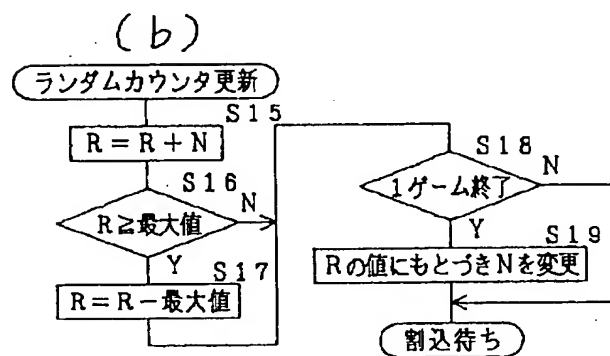 (b)
ランダムカウンタ更新
S15
R=R+N
S16
R≧最大値
N
Y
S17
R=R-最大値
S18
1ゲーム終了
N
Y
S19
Rの値にもとづきNを変更
割込待ち